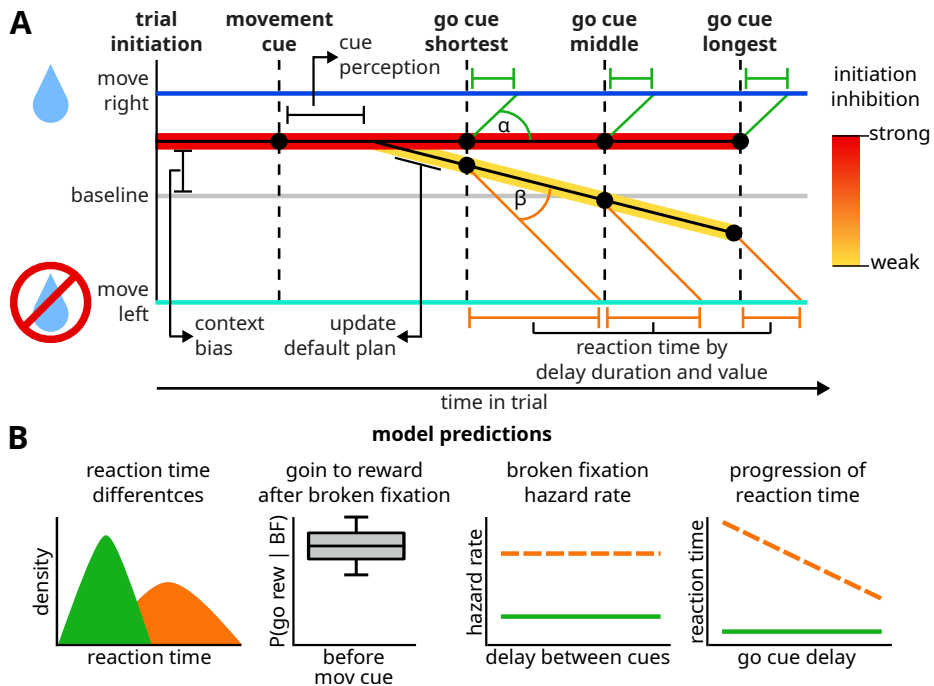 A
trial
initiation
movement
cue
go cue
shortest
go cue
middle
go cue
longest
cue
perception
move
right
α
initiation
inhibition
strong
baseline
β
weak
move
left
context
bias
update
default plan
reaction time by
delay duration and value
time in trial
B
model predictions
reaction time
differentces
density
reaction time
goin to reward
after broken fixation
P(go rew | BF)
before
mov cue
broken fixation
hazard rate
hazard rate
delay between cues
progression of
reaction time
reaction time
go cue delay